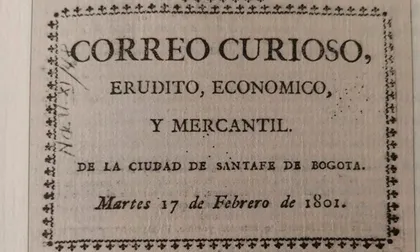 CORREO CURIOSO,
ERUDITO, ECONOMICO,
Y MERCANTIL.
DE LA CIUDAD DE SANTAFE DE BOGOTA.
Martes 17 de Febrero de 1801.